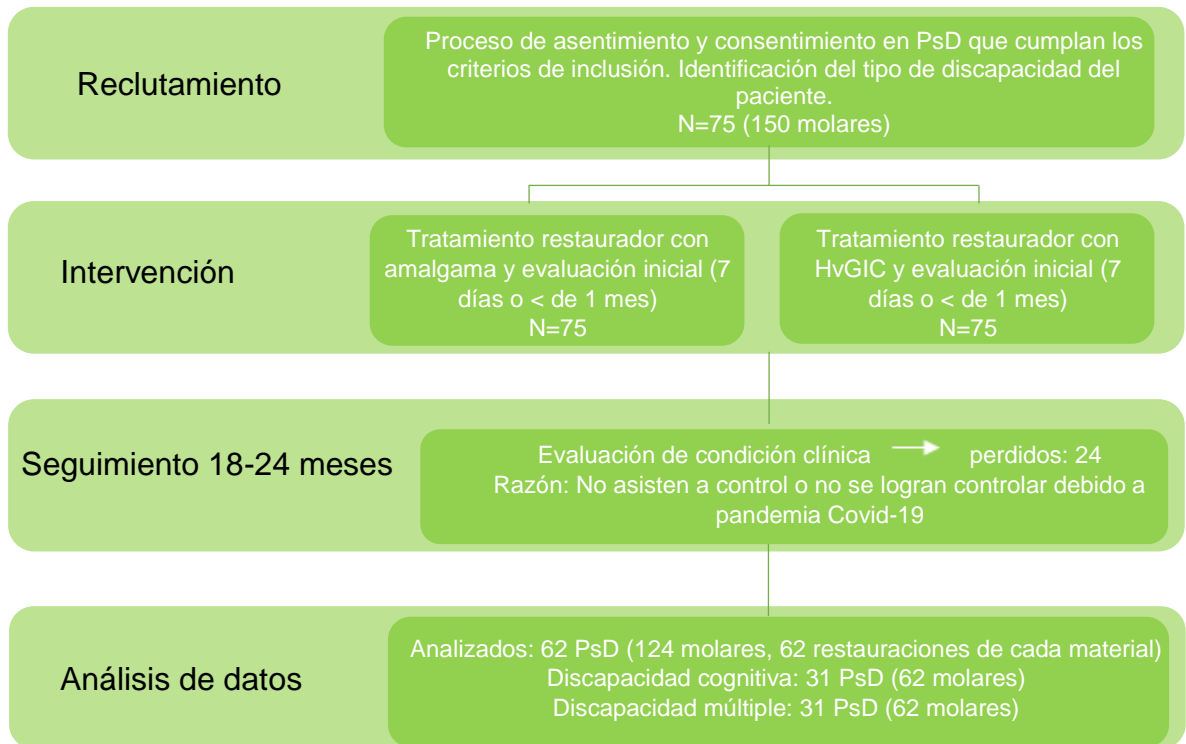 Reclutamiento
Proceso de asentimiento y consentimiento en PsD que cumplan los
criterios de inclusión. Identificación del tipo de discapacidad del
paciente.
N=75 (150 molares)
Intervención
Tratamiento restaurador con
amalgama y evaluación inicial (7
días o < de 1 mes)
N=75
Tratamiento restaurador con
HvGIC y evaluación inicial (7
días o < de 1 mes)
N=75
Seguimiento 18-24 meses
Evaluación de condición clínica → perdidos: 24
Razón: No asisten a control o no se logran controlar debido a
pandemia Covid-19
Análisis de datos
Analizados: 62 PsD (124 molares, 62 restauraciones de cada material)
Discapacidad cognitiva: 31 PsD (62 molares)
Discapacidad múltiple: 31 PsD (62 molares)